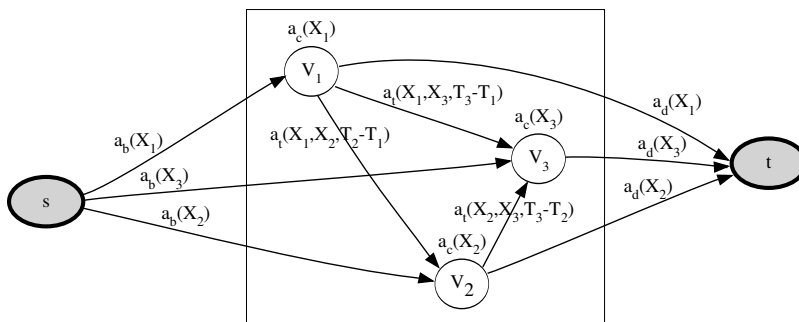 a_c(X_1)
V_1
a_t(X_1,X_3,T_3-T_1)
a_d(X_1)
a_c(X_3)
a_b(X_1)
a_t(X_1,X_2,T_2-T_1)
V_3
a_d(X_3)
t
a_b(X_3)
a_d(X_2)
s
a_b(X_2)
a_t(X_2,X_3,T_3-T_2)
a_c(X_2)
V_2